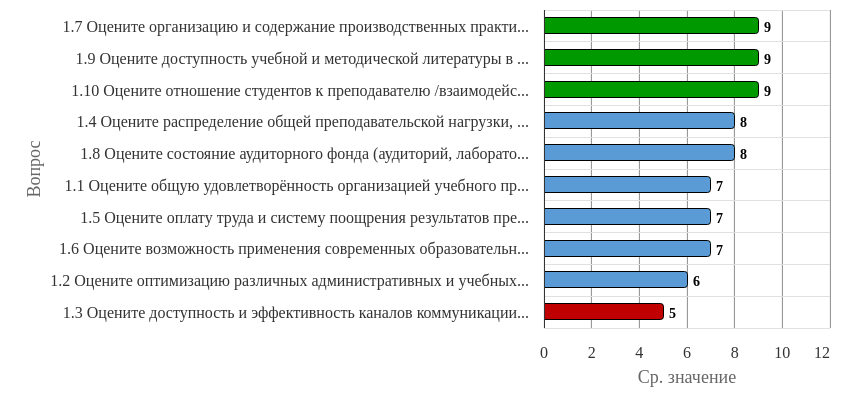 1.7 Оцените организацию и содержание производственных практи... 9
1.9 Оцените доступность учебной и методической литературы в ... 9
1.10 Оцените отношение студентов к преподавателю /взаимодейс... 9
1.4 Оцените распределение общей преподавательской нагрузки, ... 8
1.8 Оцените состояние аудиторного фонда (аудиторий, лаборато... 8
1.1 Оцените общую удовлетворённость организацией учебного пр... 7
1.5 Оцените оплату труда и систему поощрения результатов пре... 7
1.6 Оцените возможность применения современных образовательн... 7
1.2 Оцените оптимизацию различных административных и учебных... 6
1.3 Оцените доступность и эффективность каналов коммуникации... 5
Вопрос
0 2 4 6 8 10 12
Ср. значение